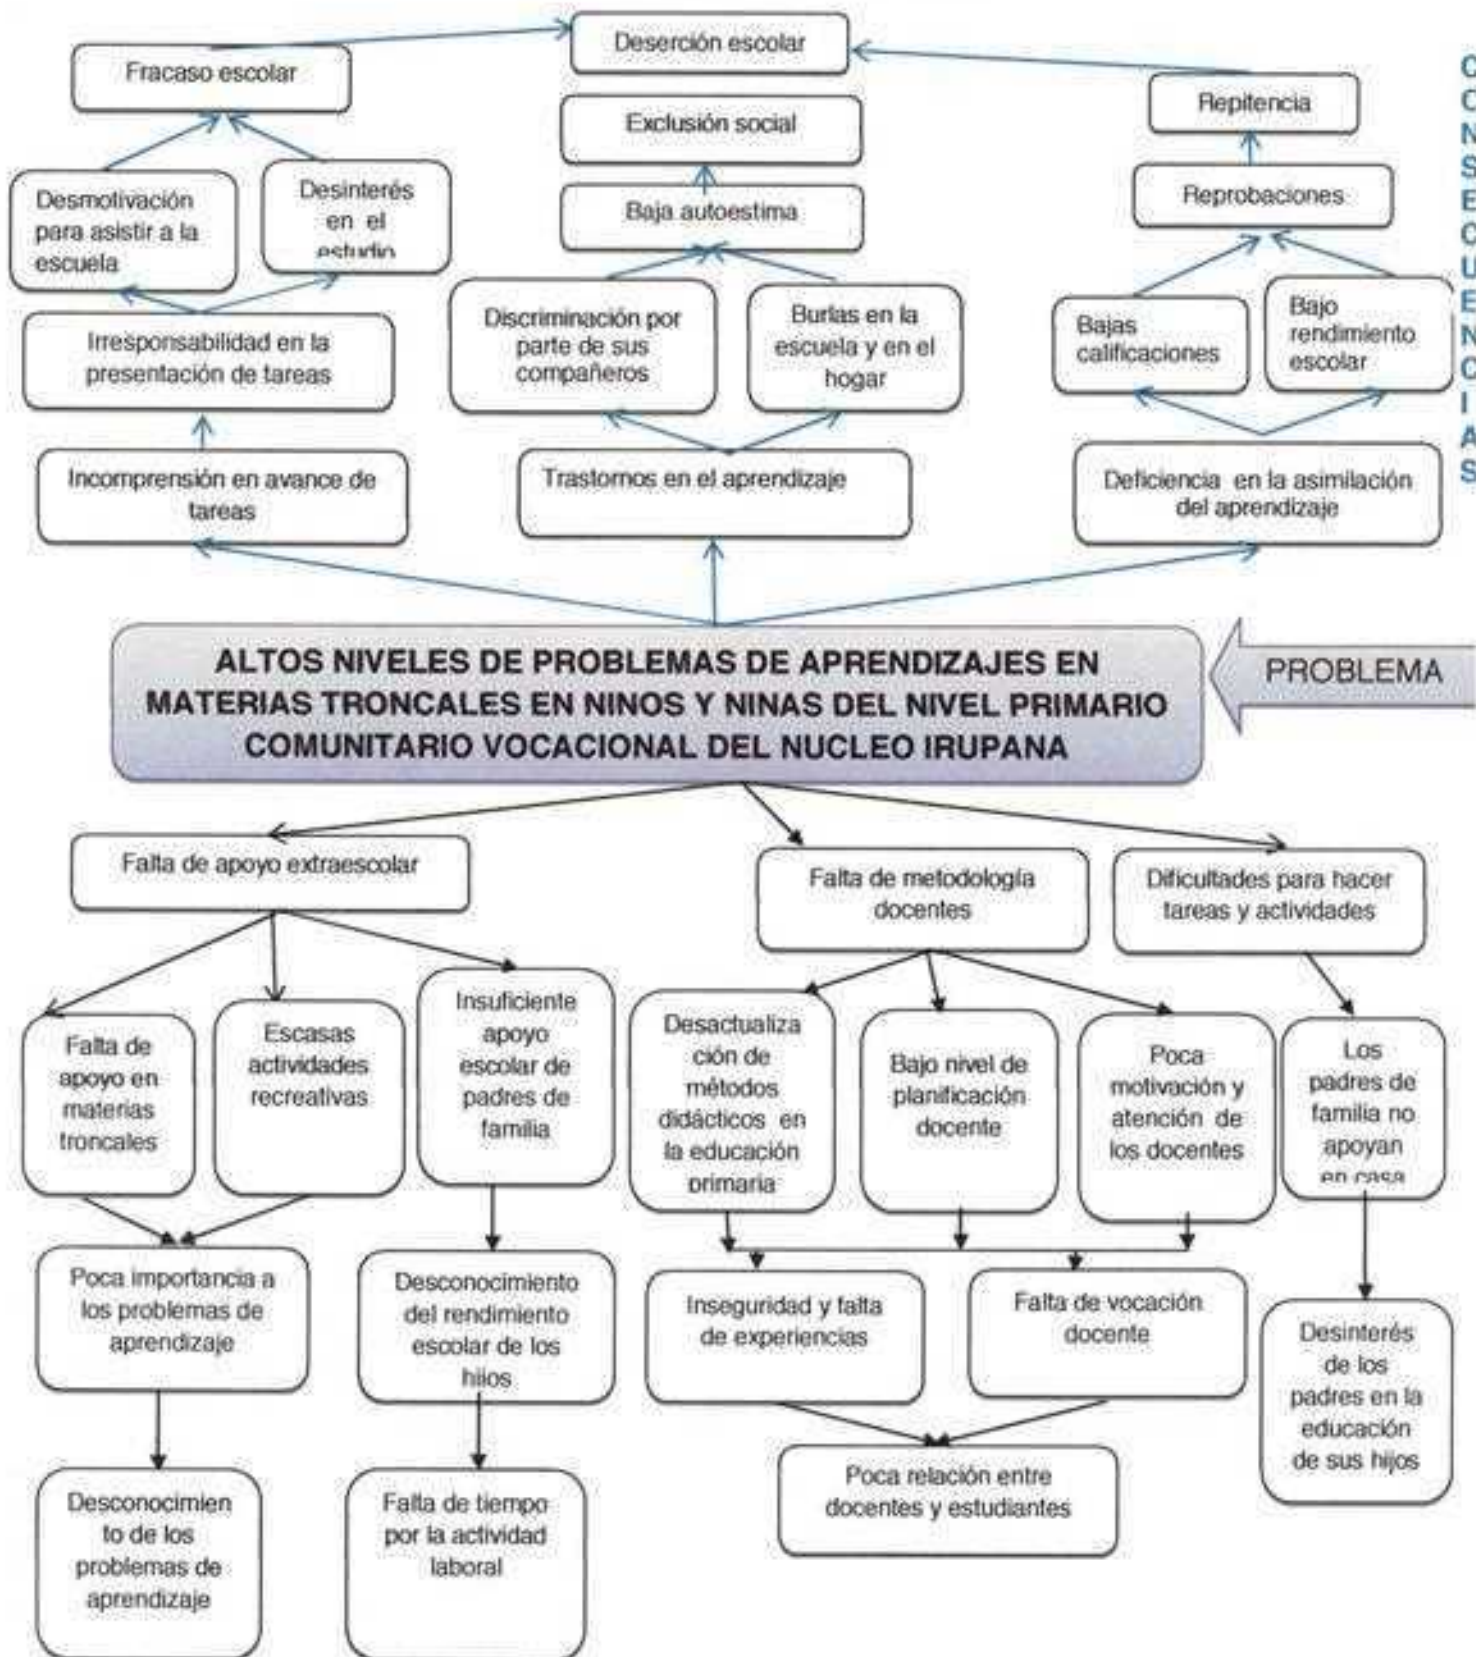 Deserción escolar
Fracaso escolar
Exclusión social
Repitencia
Desmotivación
para asistir a la
escuela
Desinterés
en el
estudio
Baja autoestima
Reprobaciones
Irresponsabilidad en la
presentación de tareas
Discriminación por
parte de sus
compañeros
Burlas en la
escuela y en el
hogar
Bajas
calificaciones
Bajo
rendimiento
escolar
Incomprensión en avance de
tareas
Trastornos en el aprendizaje
Deficiencia en la asimilación
del aprendizaje
C
O
N
S
E
C
U
E
N
C
I
A
S
ALTOS NIVELES DE PROBLEMAS DE APRENDIZAJES EN
MATERIAS TRONCALES EN NINOS Y NINAS DEL NIVEL PRIMARIO
COMUNITARIO VOCACIONAL DEL NUCLEO IRUPANA
PROBLEMA
Falta de apoyo extraescolar
Falta de metodología
docentes
Dificultades para hacer
tareas y actividades
Falta de
apoyo en
materias
troncales
Escasas
actividades
recreativas
Insuficiente
apoyo
escolar de
padres de
familia
Desactualiza
ción de
métodos
didácticos en
la educación
primaria
Bajo nivel de
planificación
docente
Poca
motivación y
atención de
los docentes
Los
padres de
familia no
apoyan
en casa
Poca importancia a
los problemas de
aprendizaje
Desconocimiento
del rendimiento
escolar de los
hijos
Inseguridad y falta
de experiencias
Falta de vocación
docente
Desinterés
de los
padres en la
educación
de sus hijos
Desconocimien
to de los
problemas de
aprendizaje
Falta de tiempo
por la actividad
laboral
Poca relación entre
docentes y estudiantes